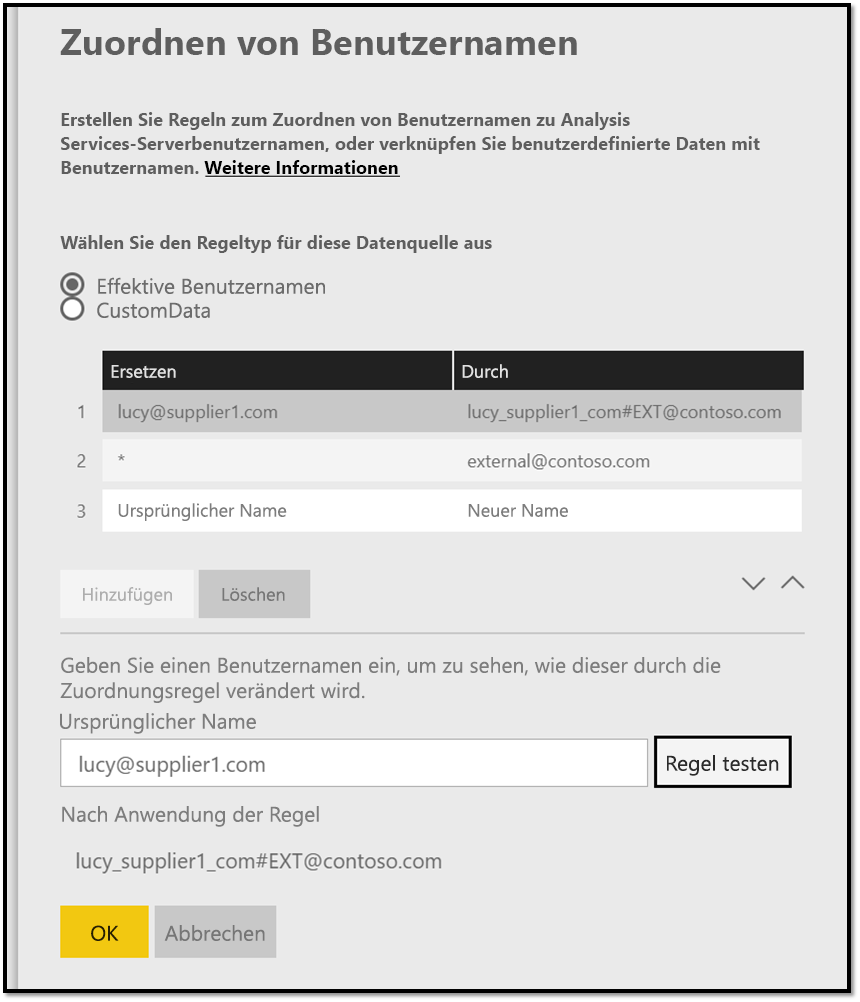 Zuordnen von Benutzernamen
Erstellen Sie Regeln zum Zuordnen von Benutzernamen zu Analysis
Services-Serverbenutzernamen, oder verknüpfen Sie benutzerdefinierte Daten mit
Benutzernamen. Weitere Informationen
Wählen Sie den Regeltyp für diese Datenquelle aus
Effektive Benutzernamen
CustomData
Ersetzen Durch
1 lucy@supplier1.com lucy_supplier1_com#EXT@contoso.com
2 * external@contoso.com
3 Ursprünglicher Name Neuer Name
Hinzufügen Löschen
Geben Sie einen Benutzernamen ein, um zu sehen, wie dieser durch die
Zuordnungsregel verändert wird.
Ursprünglicher Name
lucy@supplier1.com Regel testen
Nach Anwendung der Regel
lucy_supplier1_com#EXT@contoso.com
OK Abbrechen